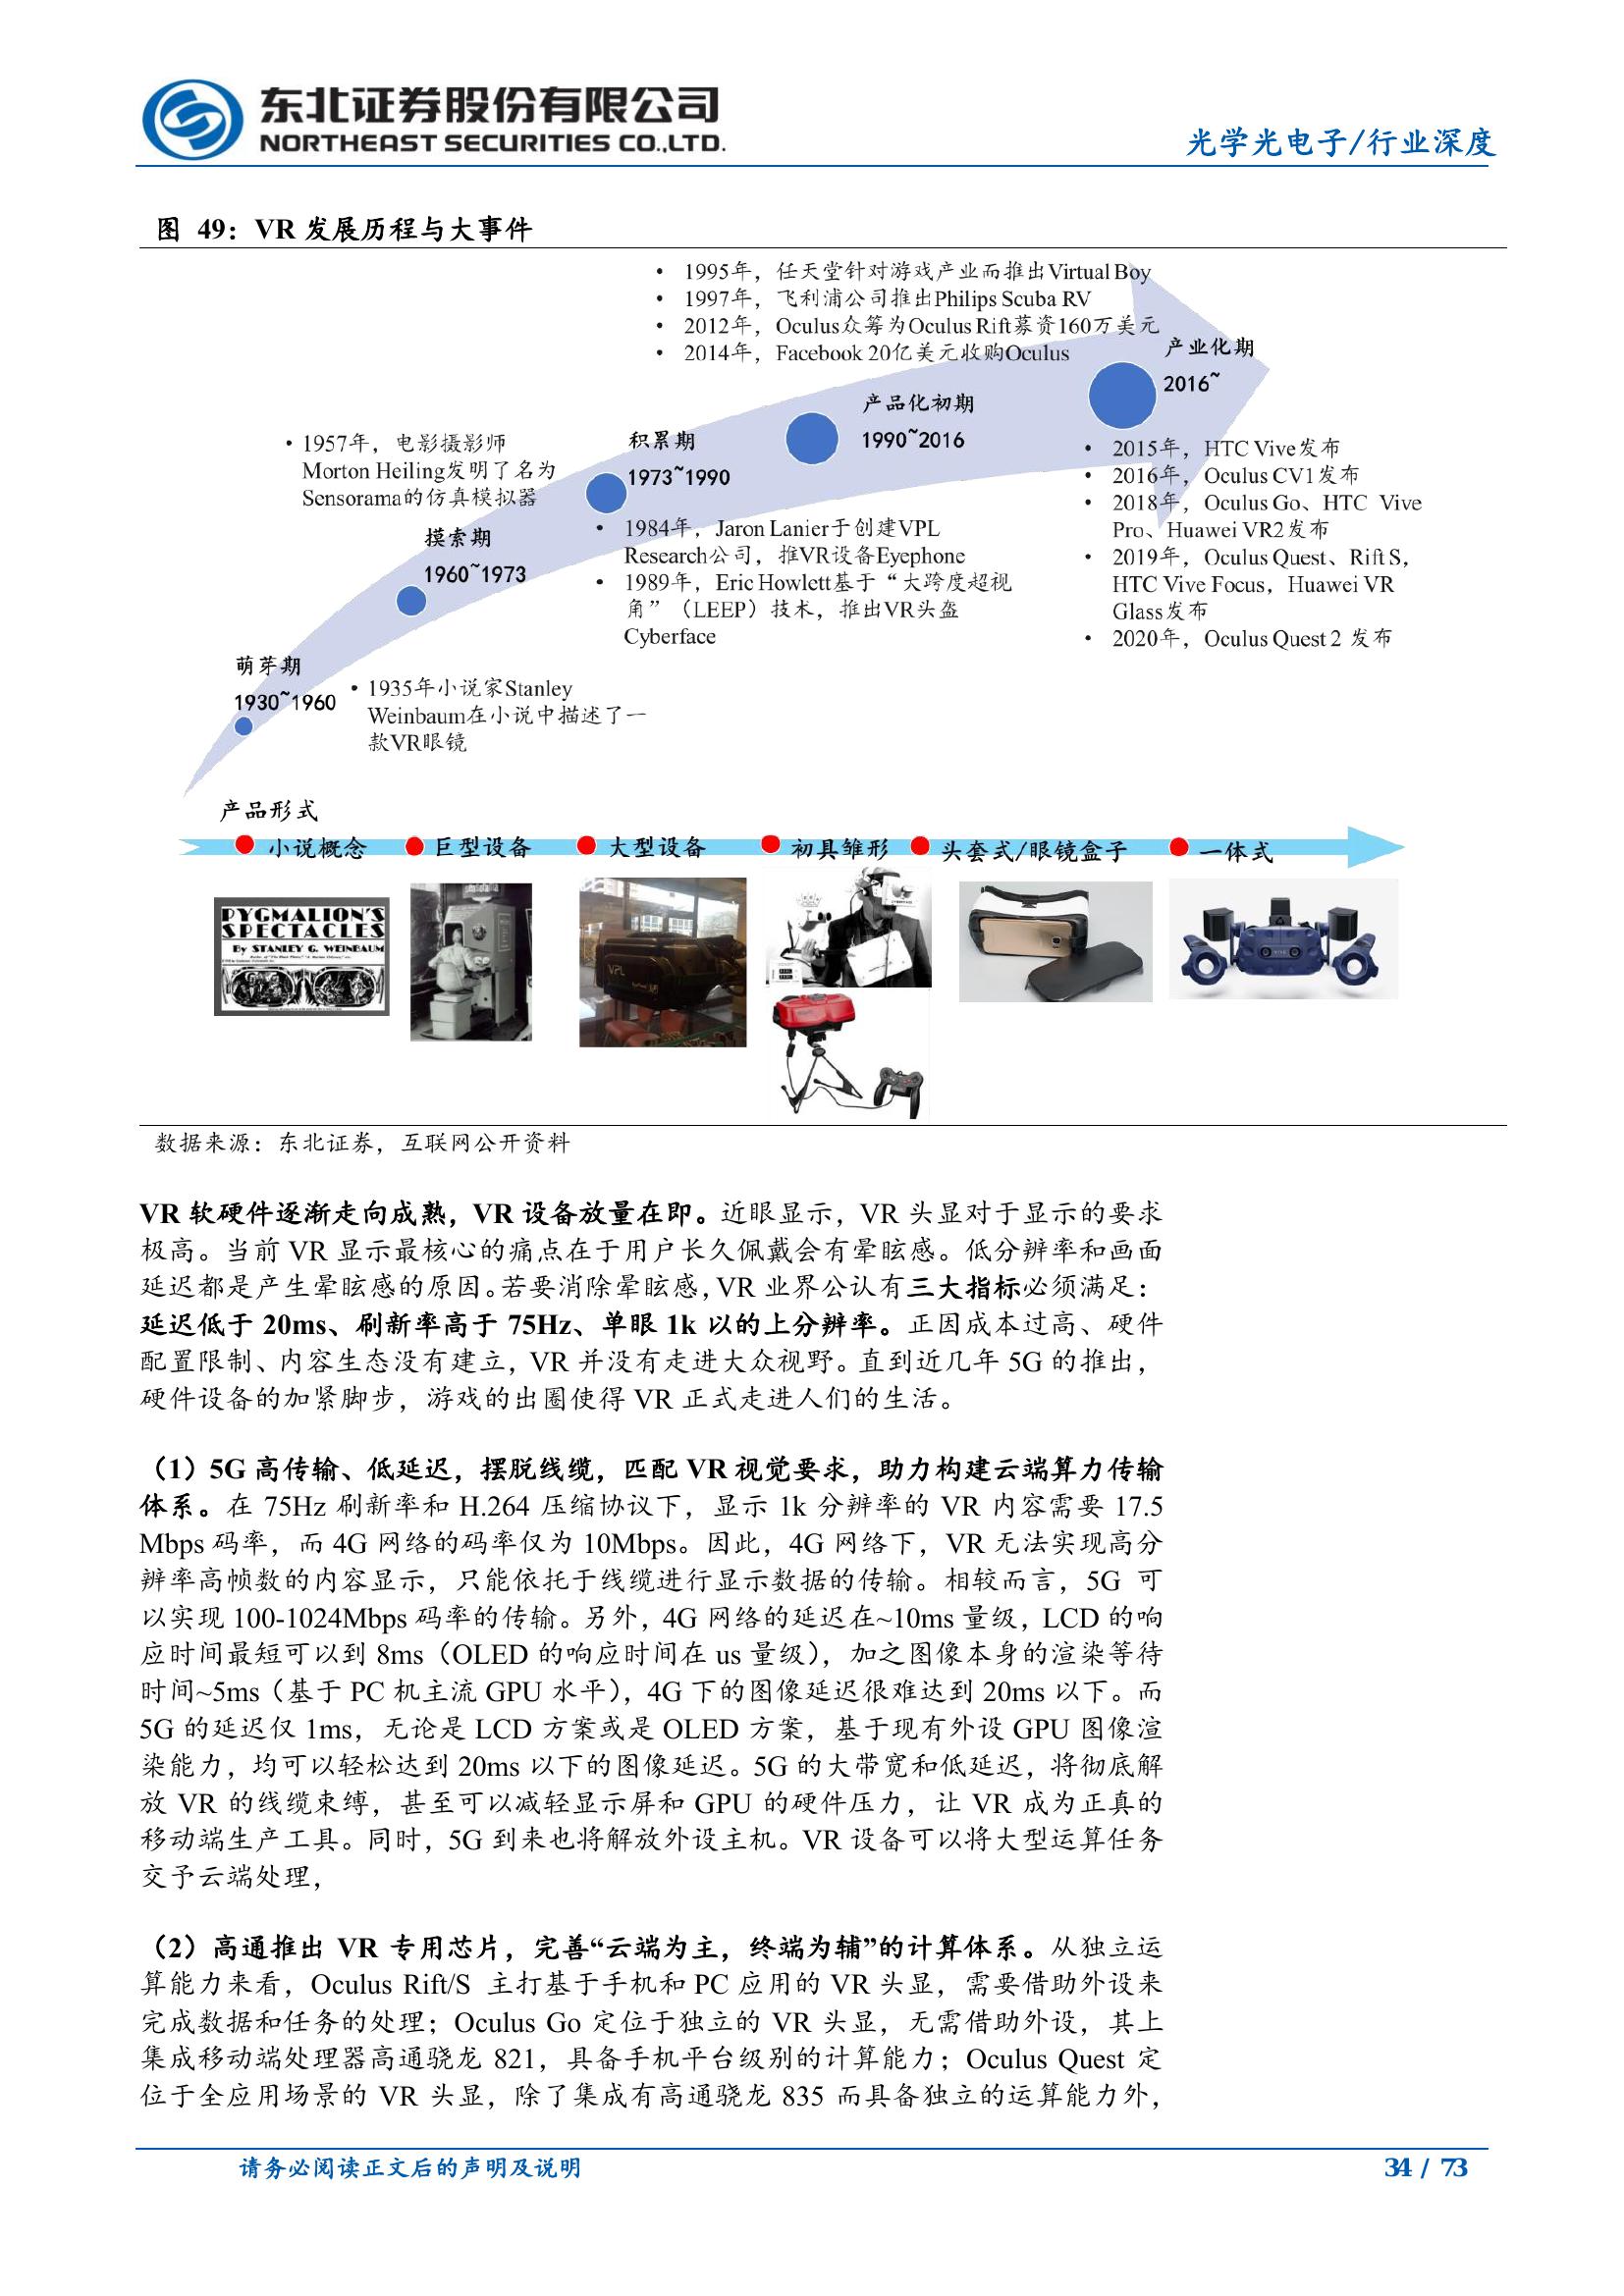 东北证券股份有限公司
NORTHEAST SECURITIES CO.,LTD.
光学光电子/行业深度
图 49：VR 发展历程与大事件
• 1995年，任天堂针对游戏产业而推出Virtual Boy
• 1997年，飞利浦公司推出Philips Scuba RV
• 2012年，Oculus众筹为Oculus Rift募资160万美元
• 2014年，Facebook 20亿美元收购Oculus
产业化期
2016~
产品化初期
1990~2016
积累期
1973~1990
• 1957年，电影摄影师
Morton Heiling发明了名为
Sensorama的仿真模拟器
• 2015年，HTC Vive发布
• 2016年，Oculus CV1发布
• 2018年，Oculus Go、HTC Vive
Pro、Huawei VR2发布
• 2019年，Oculus Quest、Rift S，
HTC Vive Focus，Huawei VR
Glass发布
• 2020年，Oculus Quest 2 发布
摸索期
1960~1973
• 1984年，Jaron Lanier于创建VPL
Research公司，推VR设备Eyephone
• 1989年，Eric Howlett基于“大跨度超视
角”（LEEP）技术，推出VR头盔
Cyberface
萌芽期
1930~1960
• 1935年小说家Stanley
Weinbaum在小说中描述了一
款VR眼镜
产品形式
小说概念
巨型设备
大型设备
初具雏形
头套式/眼镜盒子
一体式
PYGMALION'S
SPECTACLES
By STANLEY G. WEINBAUM
VPL
数据来源：东北证券，互联网公开资料
VR 软硬件逐渐走向成熟，VR 设备放量在即。近眼显示，VR 头显对于显示的要求
极高。当前 VR 显示最核心的痛点在于用户长久佩戴会有晕眩感。低分辨率和画面
延迟都是产生晕眩感的原因。若要消除晕眩感，VR 业界公认有三大指标必须满足：
延迟低于 20ms、刷新率高于 75Hz、单眼 1k 以的上分辨率。正因成本过高、硬件
配置限制、内容生态没有建立，VR 并没有走进大众视野。直到近几年 5G 的推出，
硬件设备的加紧脚步，游戏的出圈使得 VR 正式走进人们的生活。
（1）5G 高传输、低延迟，摆脱线缆，匹配 VR 视觉要求，助力构建云端算力传输
体系。在 75Hz 刷新率和 H.264 压缩协议下，显示 1k 分辨率的 VR 内容需要 17.5
Mbps 码率，而 4G 网络的码率仅为 10Mbps。因此，4G 网络下，VR 无法实现高分
辨率高帧数的内容显示，只能依托于线缆进行显示数据的传输。相较而言，5G 可
以实现 100-1024Mbps 码率的传输。另外，4G 网络的延迟在~10ms 量级，LCD 的响
应时间最短可以到 8ms（OLED 的响应时间在 us 量级），加之图像本身的渲染等待
时间~5ms（基于 PC 机主流 GPU 水平），4G 下的图像延迟很难达到 20ms 以下。而
5G 的延迟仅 1ms，无论是 LCD 方案或是 OLED 方案，基于现有外设 GPU 图像渲
染能力，均可以轻松达到 20ms 以下的图像延迟。5G 的大带宽和低延迟，将彻底解
放 VR 的线缆束缚，甚至可以减轻显示屏和 GPU 的硬件压力，让 VR 成为正真的
移动端生产工具。同时，5G 到来也将解放外设主机。VR 设备可以将大型运算任务
交予云端处理，
（2）高通推出 VR 专用芯片，完善“云端为主，终端为辅”的计算体系。从独立运
算能力来看，Oculus Rift/S 主打基于手机和 PC 应用的 VR 头显，需要借助外设来
完成数据和任务的处理；Oculus Go 定位于独立的 VR 头显，无需借助外设，其上
集成移动端处理器高通骁龙 821，具备手机平台级别的计算能力；Oculus Quest 定
位于全应用场景的 VR 头显，除了集成有高通骁龙 835 而具备独立的运算能力外，
请务必阅读正文后的声明及说明
34 / 73